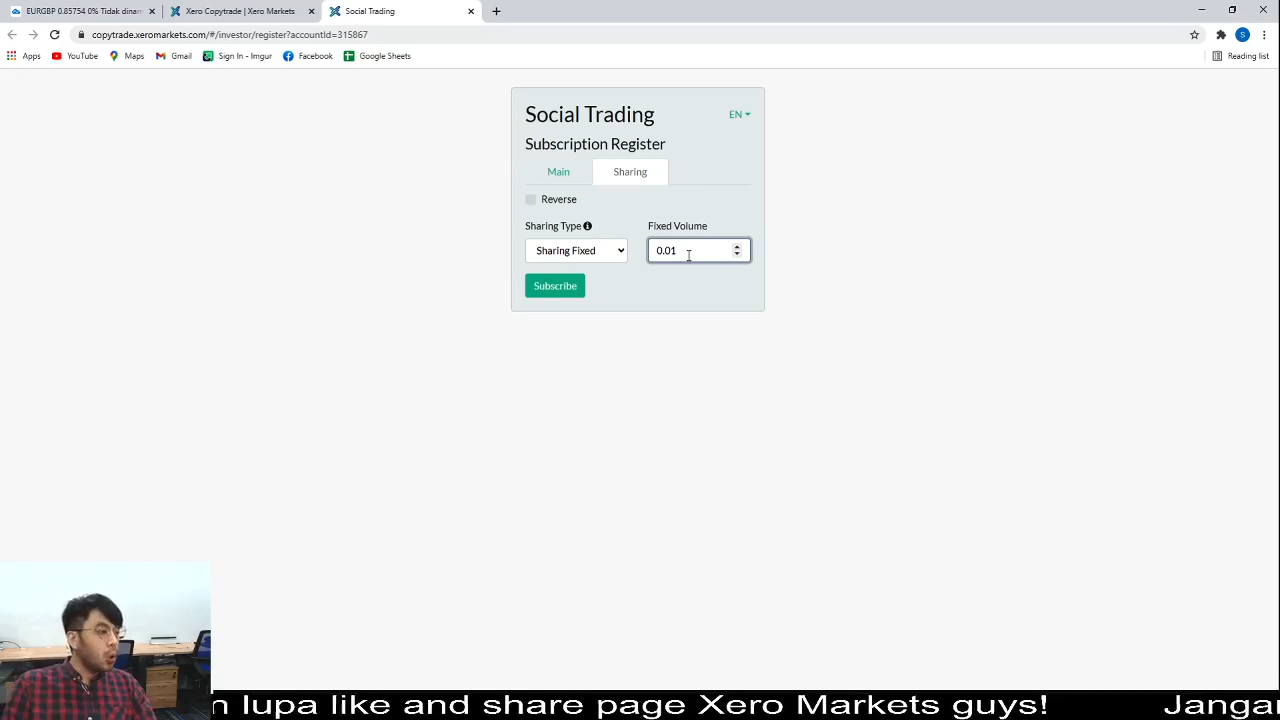 EURGBP 0.85754 0% Tidak dinam
Xero Copytrade | Xero Markets
Social Trading
copytrade.xeromarkets.com/#/investor/register?accountId=315867
S
Apps
YouTube
Maps
Gmail
Sign In - Imgur
Facebook
Google Sheets
Reading list
Social Trading
EN
Subscription Register
Main
Sharing
Reverse
Sharing Type
Fixed Volume
Sharing Fixed
0.01
Subscribe
n lupa like and share page Xero Markets guys! Jangan